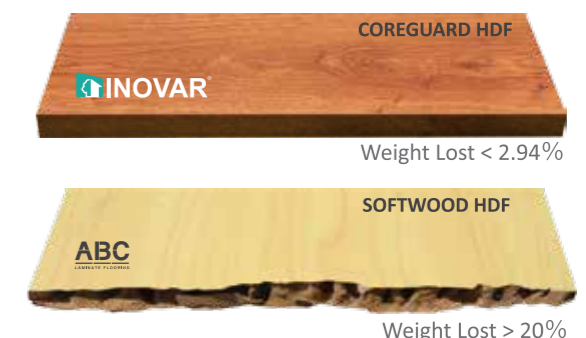 COREGUARD HDF
INOVAR®
Weight Lost < 2.94%
SOFTWOOD HDF
ABC
LAMINATE FLOORING
Weight Lost > 20%